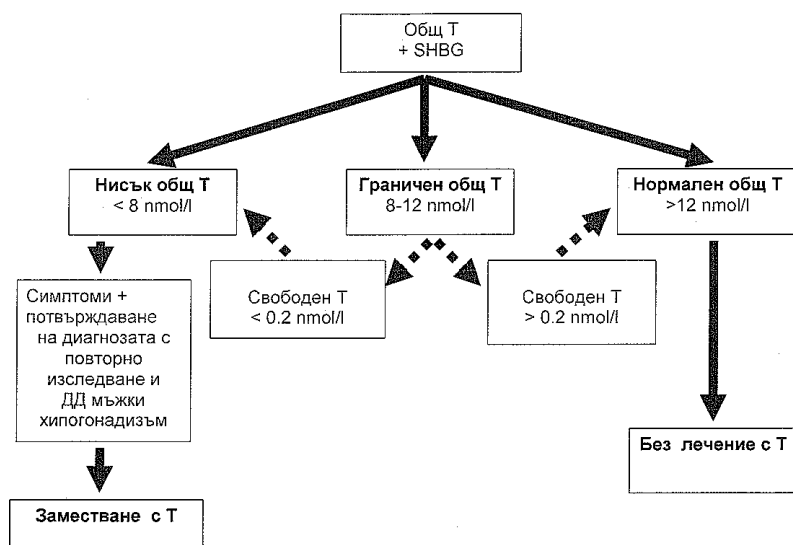 Общ Т
+ SHBG
Нисък общ Т
< 8 nmol/l
Граничен общ Т
8-12 nmol/l
Нормален общ Т
>12 nmol/l
Свободен Т
< 0.2 nmol/l
Свободен Т
> 0.2 nmol/l
Симптоми +
потвърждаване
на диагнозата с
повторно
изследване и
ДД мъжки
хипогонадизъм
Без лечение с Т
Заместване с Т